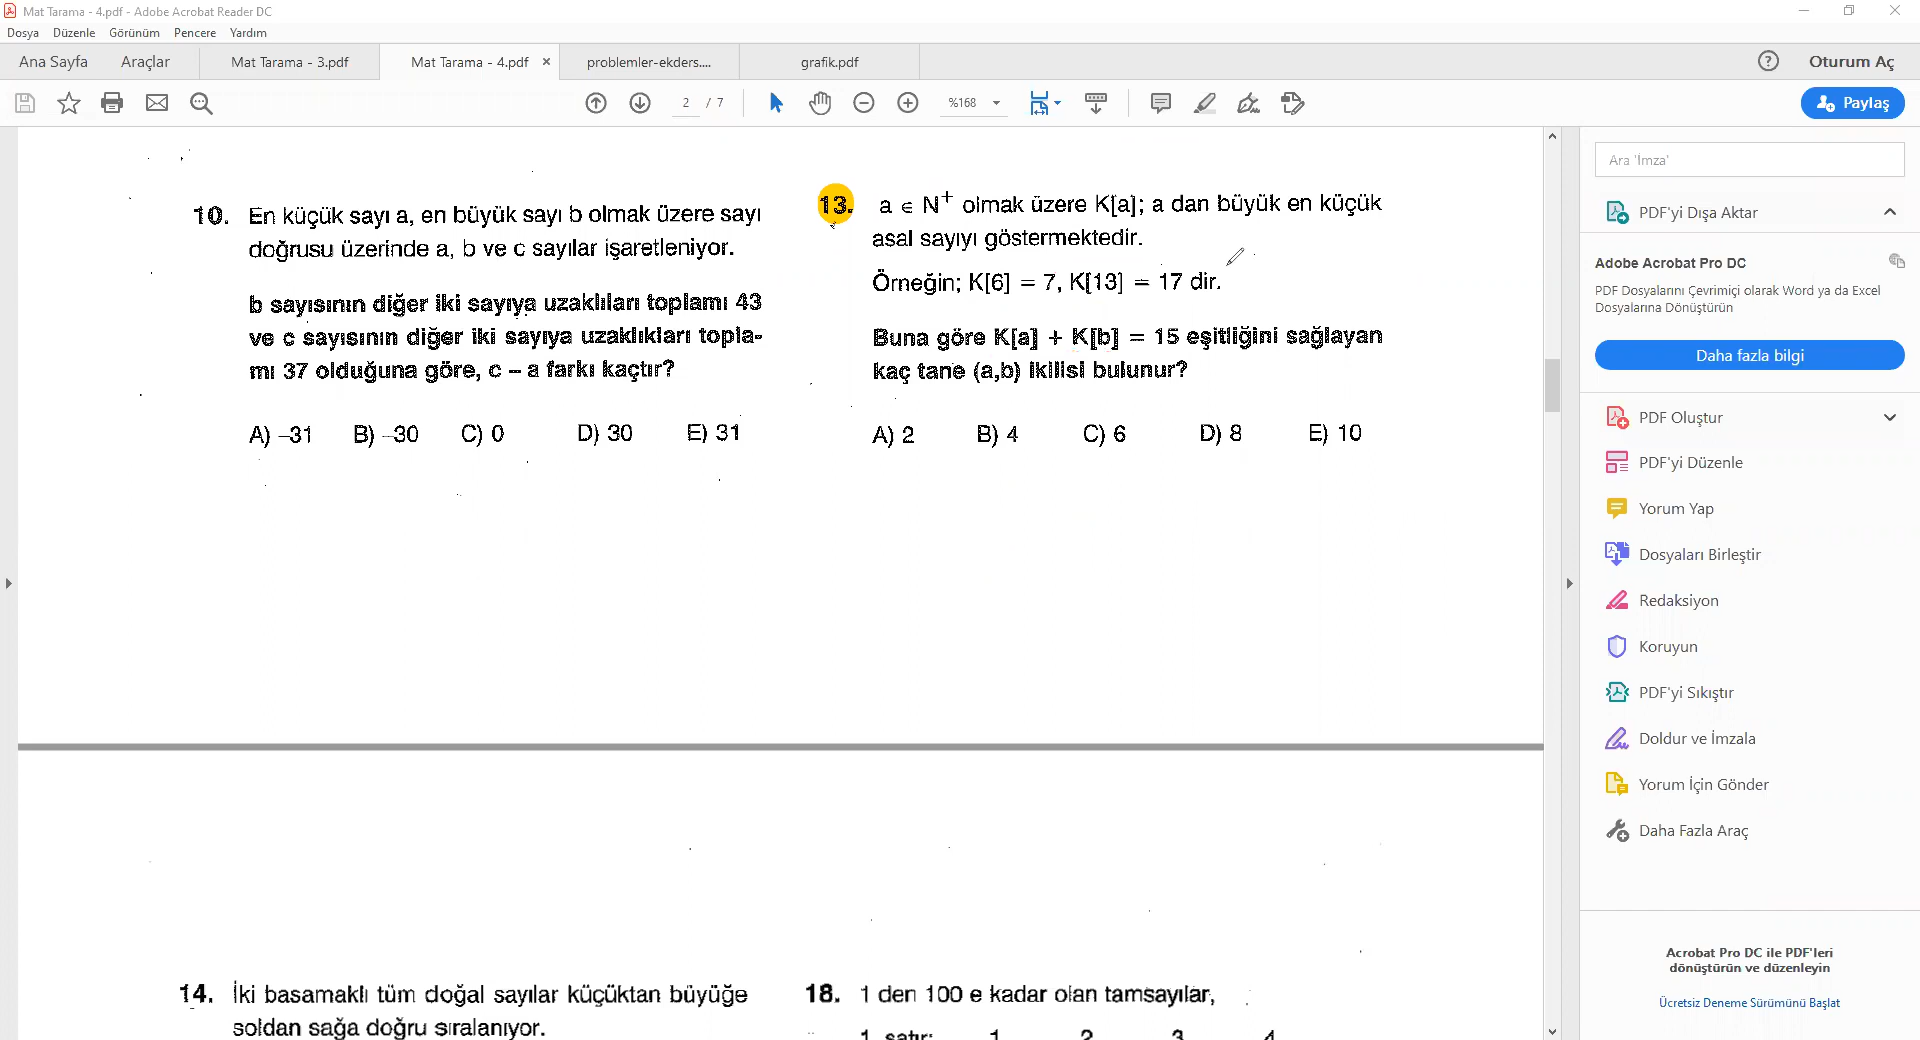 Mat Tarama - 4.pdf - Adobe Acrobat Reader DC
Dosya Düzenle Görünüm Pencere Yardım
Ana Sayfa Araçlar Mat Tarama - 3.pdf Mat Tarama - 4.pdf × problemler-ekders.... grafik.pdf Oturum Aç
2 / 7 %168 Paylaş
10. En küçük sayı a, en büyük sayı b olmak üzere sayı
doğrusu üzerinde a, b ve c sayılar işaretleniyor.
b sayısının diğer iki sayıya uzaklıları toplamı 43
ve c sayısının diğer iki sayıya uzaklıkları topla-
mı 37 olduğuna göre, c – a farkı kaçtır?
A) –31 B) –30 C) 0 D) 30 E) 31
13. a ∈ N⁺ olmak üzere K[a]; a dan büyük en küçük
asal sayıyı göstermektedir.
Örneğin; K[6] = 7, K[13] = 17 dir.
Buna göre K[a] + K[b] = 15 eşitliğini sağlayan
kaç tane (a,b) ikilisi bulunur?
A) 2 B) 4 C) 6 D) 8 E) 10
14. İki basamaklı tüm doğal sayılar küçüktan büyüğe
soldan sağa doğru sıralanıyor.
18. 1 den 100 e kadar olan tamsayılar,
1. satır: 1 2 3 4
Ara 'İmza'
PDF'yi Dışa Aktar
Adobe Acrobat Pro DC
PDF Dosyalarını Çevrimiçi olarak Word ya da Excel
Dosyalarına Dönüştürün
Daha fazla bilgi
PDF Oluştur
PDF'yi Düzenle
Yorum Yap
Dosyaları Birleştir
Redaksiyon
Koruyun
PDF'yi Sıkıştır
Doldur ve İmzala
Yorum İçin Gönder
Daha Fazla Araç
Acrobat Pro DC ile PDF'leri
dönüştürün ve düzenleyin
Ücretsiz Deneme Sürümünü Başlat